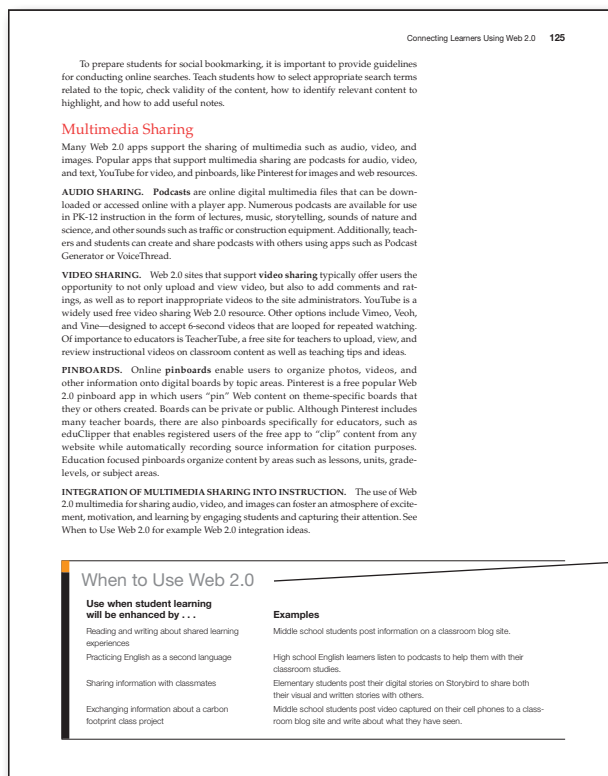 Connecting Learners Using Web 2.0 125
To prepare students for social bookmarking, it is important to provide guidelines
for conducting online searches. Teach students how to select appropriate search terms
related to the topic, check validity of the content, how to identify relevant content to
highlight, and how to add useful notes.
Multimedia Sharing
Many Web 2.0 apps support the sharing of multimedia such as audio, video, and
images. Popular apps that support multimedia sharing are podcasts for audio, video,
and text, YouTube for video, and pinboards, like Pinterest for images and web resources.
AUDIO SHARING. Podcasts are online digital multimedia files that can be down-
loaded or accessed online with a player app. Numerous podcasts are available for use
in PK-12 instruction in the form of lectures, music, storytelling, sounds of nature and
science, and other sounds such as traffic or construction equipment. Additionally, teach-
ers and students can create and share podcasts with others using apps such as Podcast
Generator or VoiceThread.
VIDEO SHARING. Web 2.0 sites that support video sharing typically offer users the
opportunity to not only upload and view video, but also to add comments and rat-
ings, as well as to report inappropriate videos to the site administrators. YouTube is a
widely used free video sharing Web 2.0 resource. Other options include Vimeo, Veoh,
and Vine—designed to accept 6-second videos that are looped for repeated watching.
Of importance to educators is TeacherTube, a free site for teachers to upload, view, and
review instructional videos on classroom content as well as teaching tips and ideas.
PINBOARDS. Online pinboards enable users to organize photos, videos, and
other information onto digital boards by topic areas. Pinterest is a free popular Web
2.0 pinboard app in which users "pin" Web content on theme-specific boards that
they or others created. Boards can be private or public. Although Pinterest includes
many teacher boards, there are also pinboards specifically for educators, such as
eduClipper that enables registered users of the free app to "clip" content from any
website while automatically recording source information for citation purposes.
Education focused pinboards organize content by areas such as lessons, units, grade-
levels, or subject areas.
INTEGRATION OF MULTIMEDIA SHARING INTO INSTRUCTION. The use of Web
2.0 multimedia for sharing audio, video, and images can foster an atmosphere of excite-
ment, motivation, and learning by engaging students and capturing their attention. See
When to Use Web 2.0 for example Web 2.0 integration ideas.
When to Use Web 2.0
Use when student learning
will be enhanced by . . . Examples
Reading and writing about shared learning Middle school students post information on a classroom blog site.
experiences
Practicing English as a second language High school English learners listen to podcasts to help them with their
classroom studies.
Sharing information with classmates Elementary students post their digital stories on Storybird to share both
their visual and written stories with others.
Exchanging information about a carbon Middle school students post video captured on their cell phones to a class-
footprint class project room blog site and write about what they have seen.